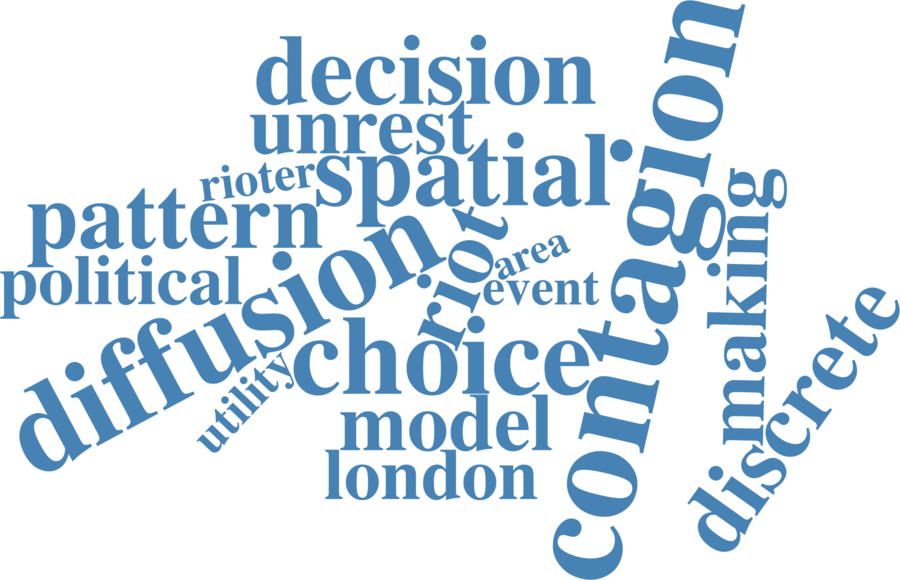 decision
unrest
spatial
rioter
pattern
contagion
diffusion
riot
area
event
political
making
discrete
choice
utility
model
london